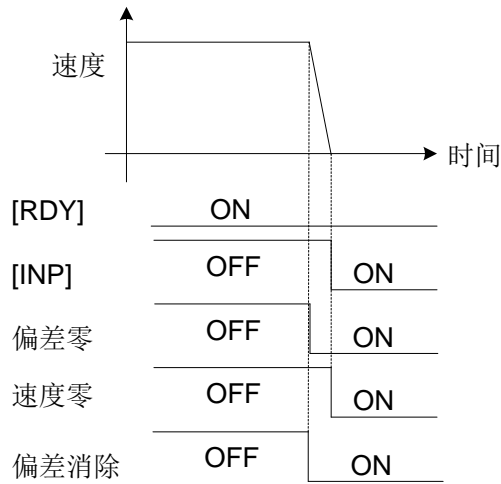 速度
时间
[RDY] ON
[INP] OFF ON
偏差零 OFF ON
速度零 OFF ON
偏差消除 OFF ON